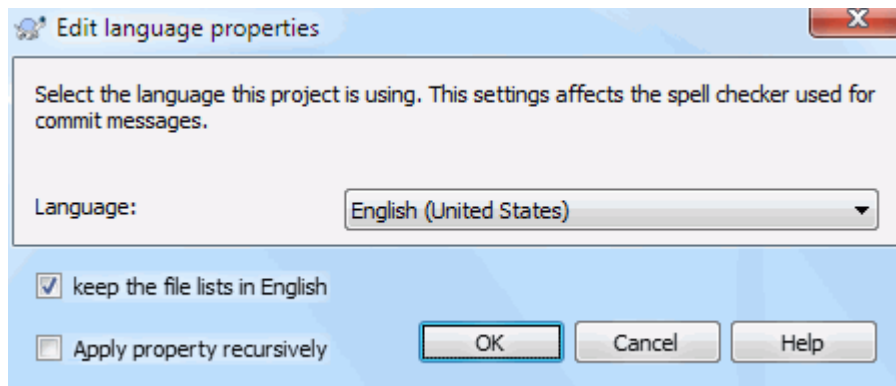 Edit language properties
Select the language this project is using. This settings affects the spell checker used for
commit messages.
Language: English (United States)
keep the file lists in English
Apply property recursively OK Cancel Help